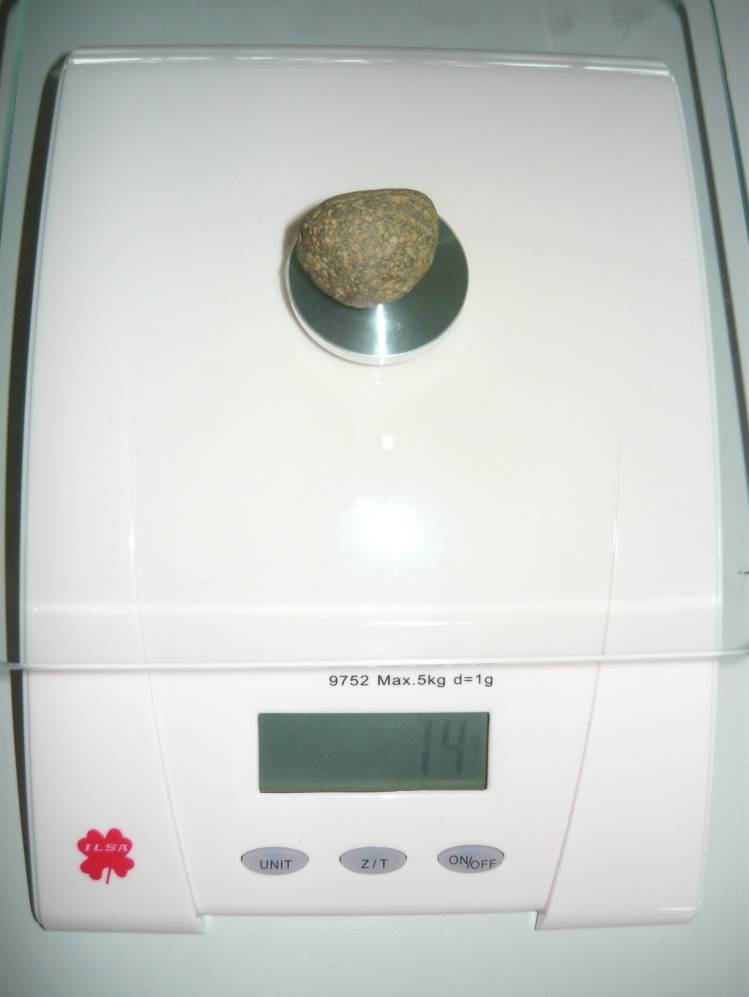 9752 Max.5kg d=1g
14
ILSA
UNIT
Z/T
ON/OFF